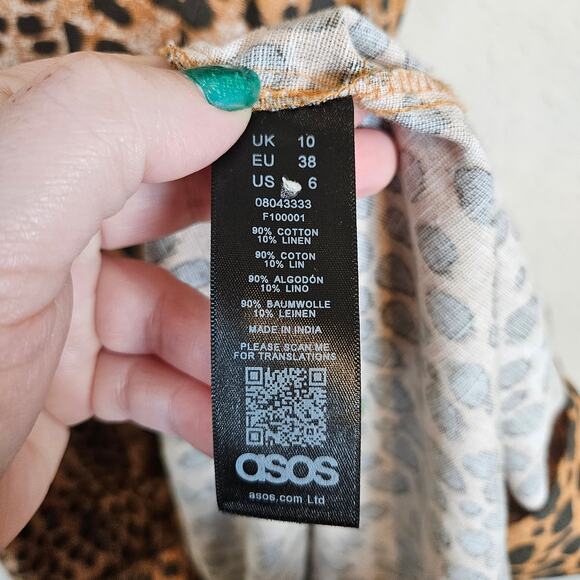 UK 10
EU 38
US 6
08043333
F100001
90% COTTON
10% LINEN
90% COTON
10% LIN
90% ALGODÓN
10% LINO
90% BAUMWOLLE
10% LEINEN
MADE IN INDIA
PLEASE SCAN ME
FOR TRANSLATIONS
asos
asos.com Ltd